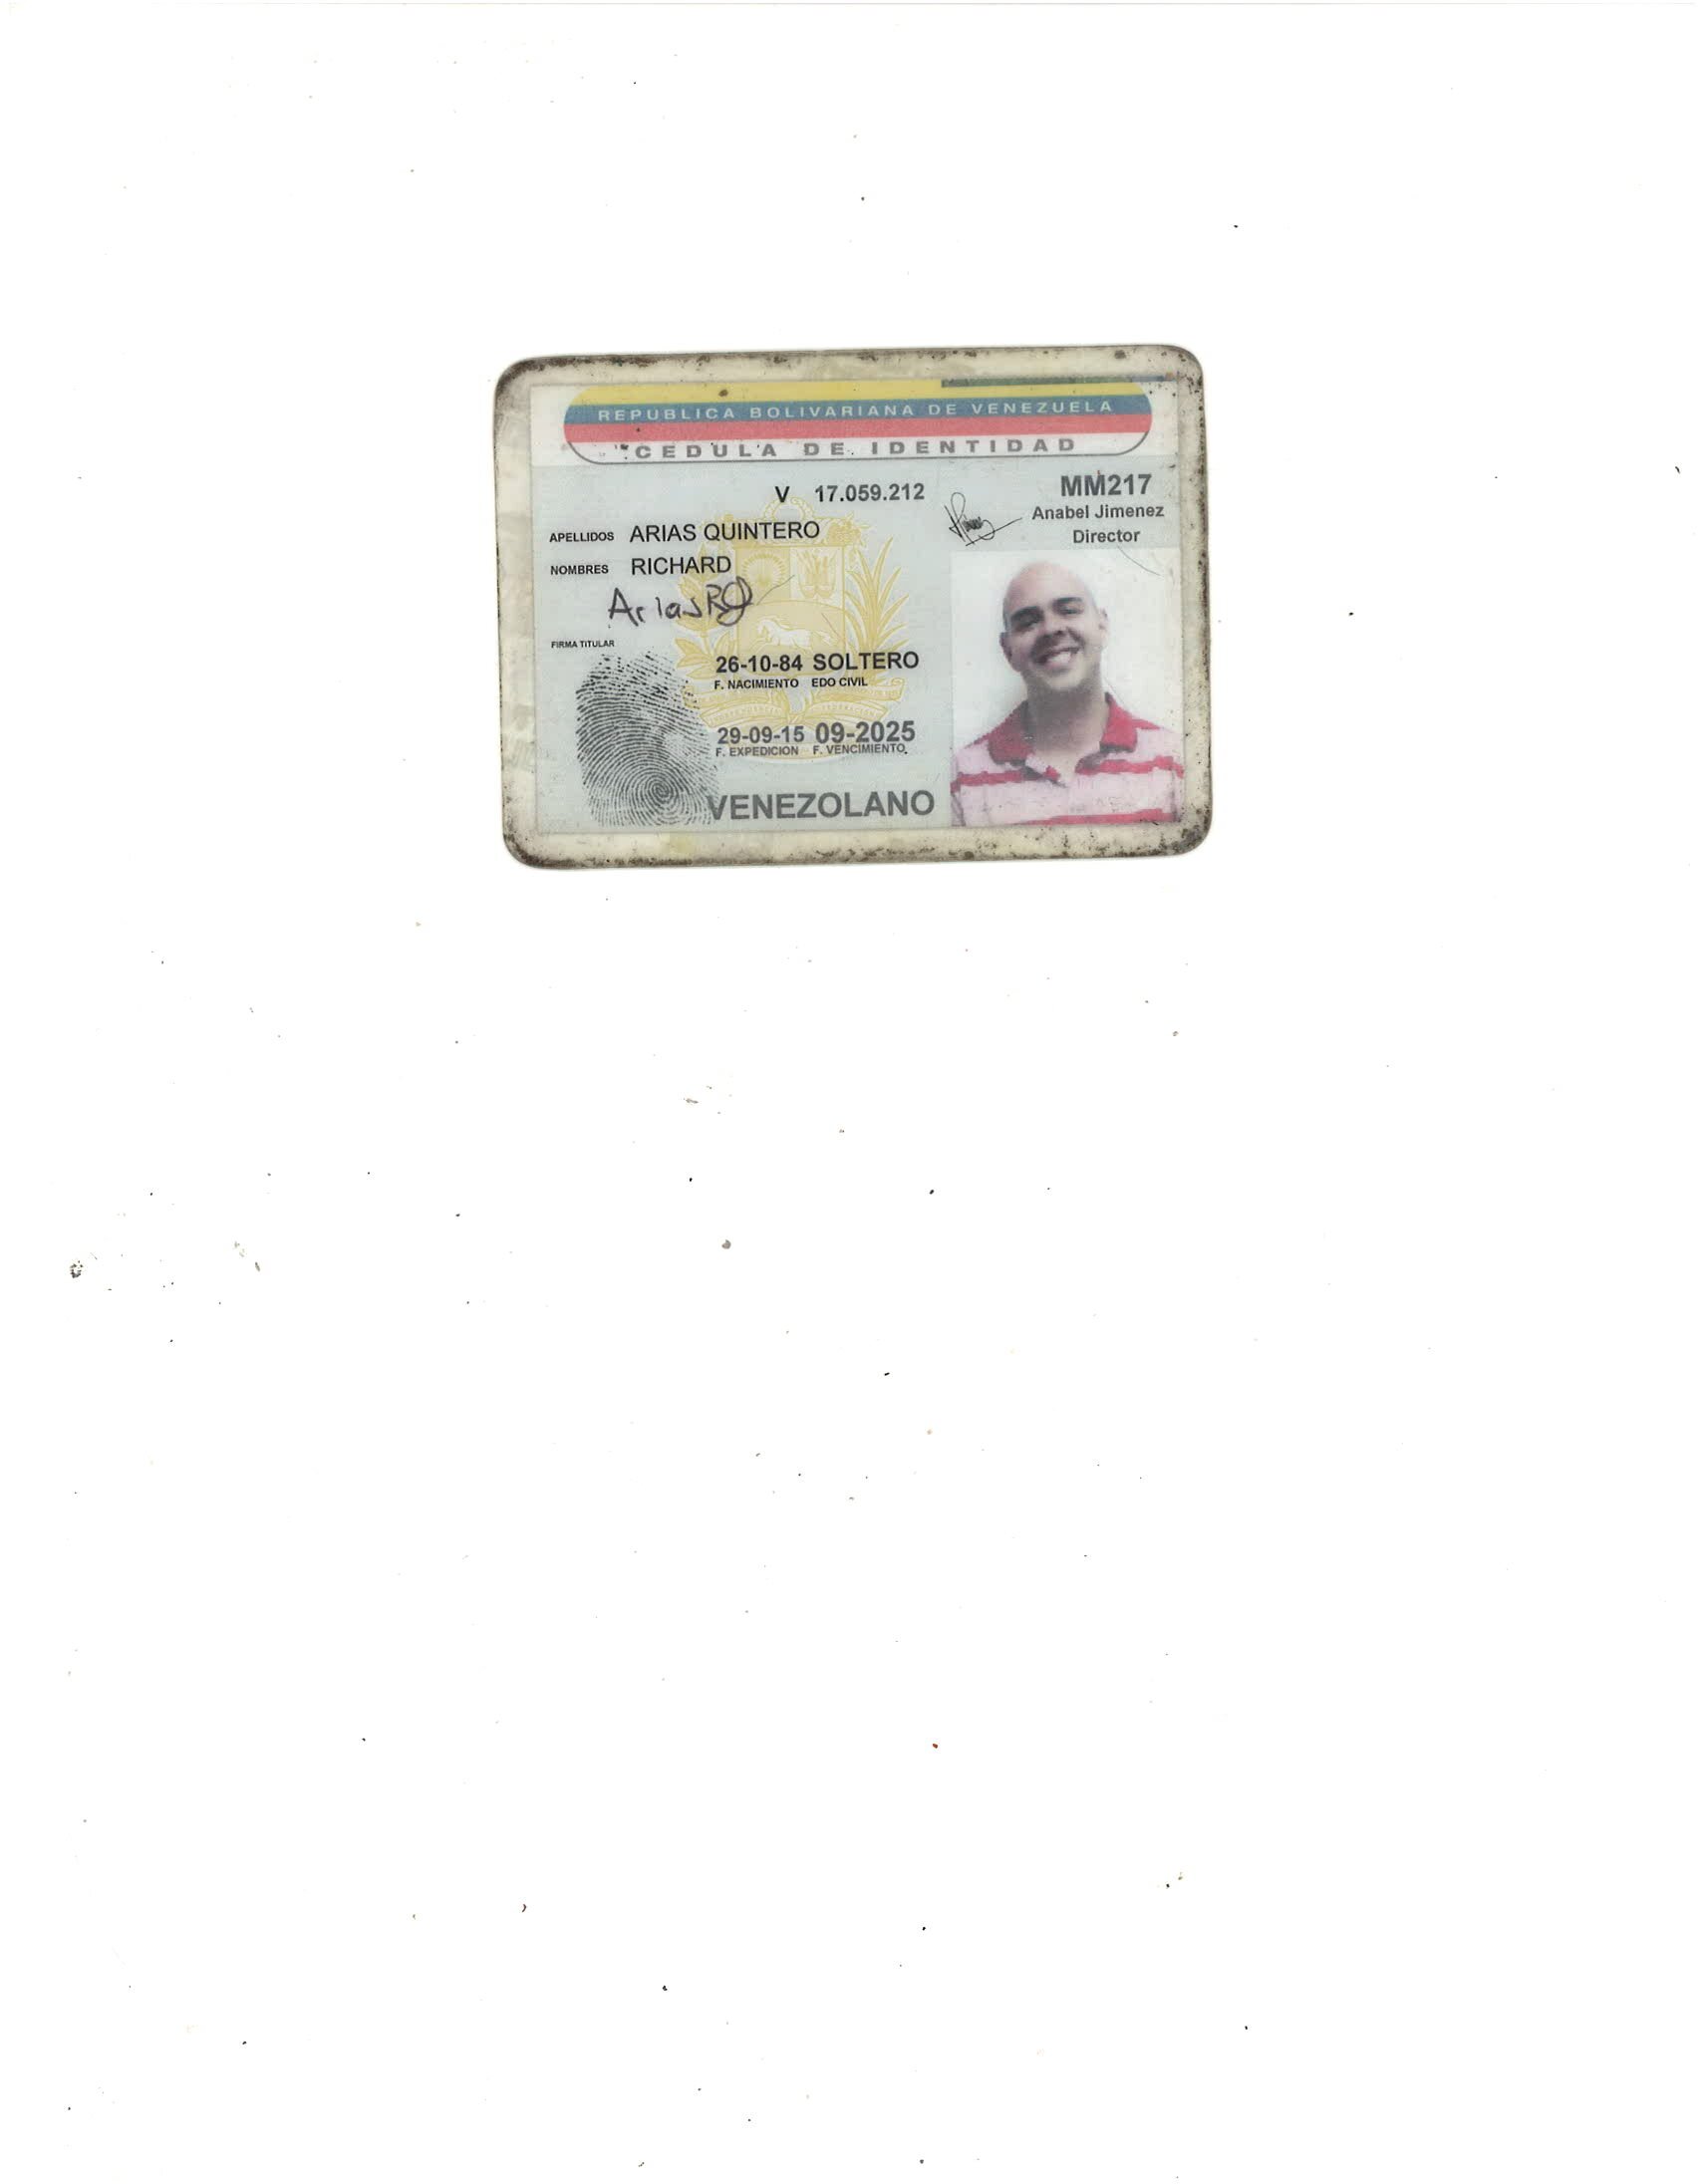 REPUBLICA BOLIVARIANA DE VENEZUELA
CEDULA DE IDENTIDAD
V 17.059.212
MM217
Anabel Jimenez
Director
APELLIDOS ARIAS QUINTERO
NOMBRES RICHARD
Arias R
FIRMA TITULAR
26-10-84 SOLTERO
F. NACIMIENTO EDO CIVIL
29-09-15 09-2025
F. EXPEDICION F. VENCIMIENTO
VENEZOLANO